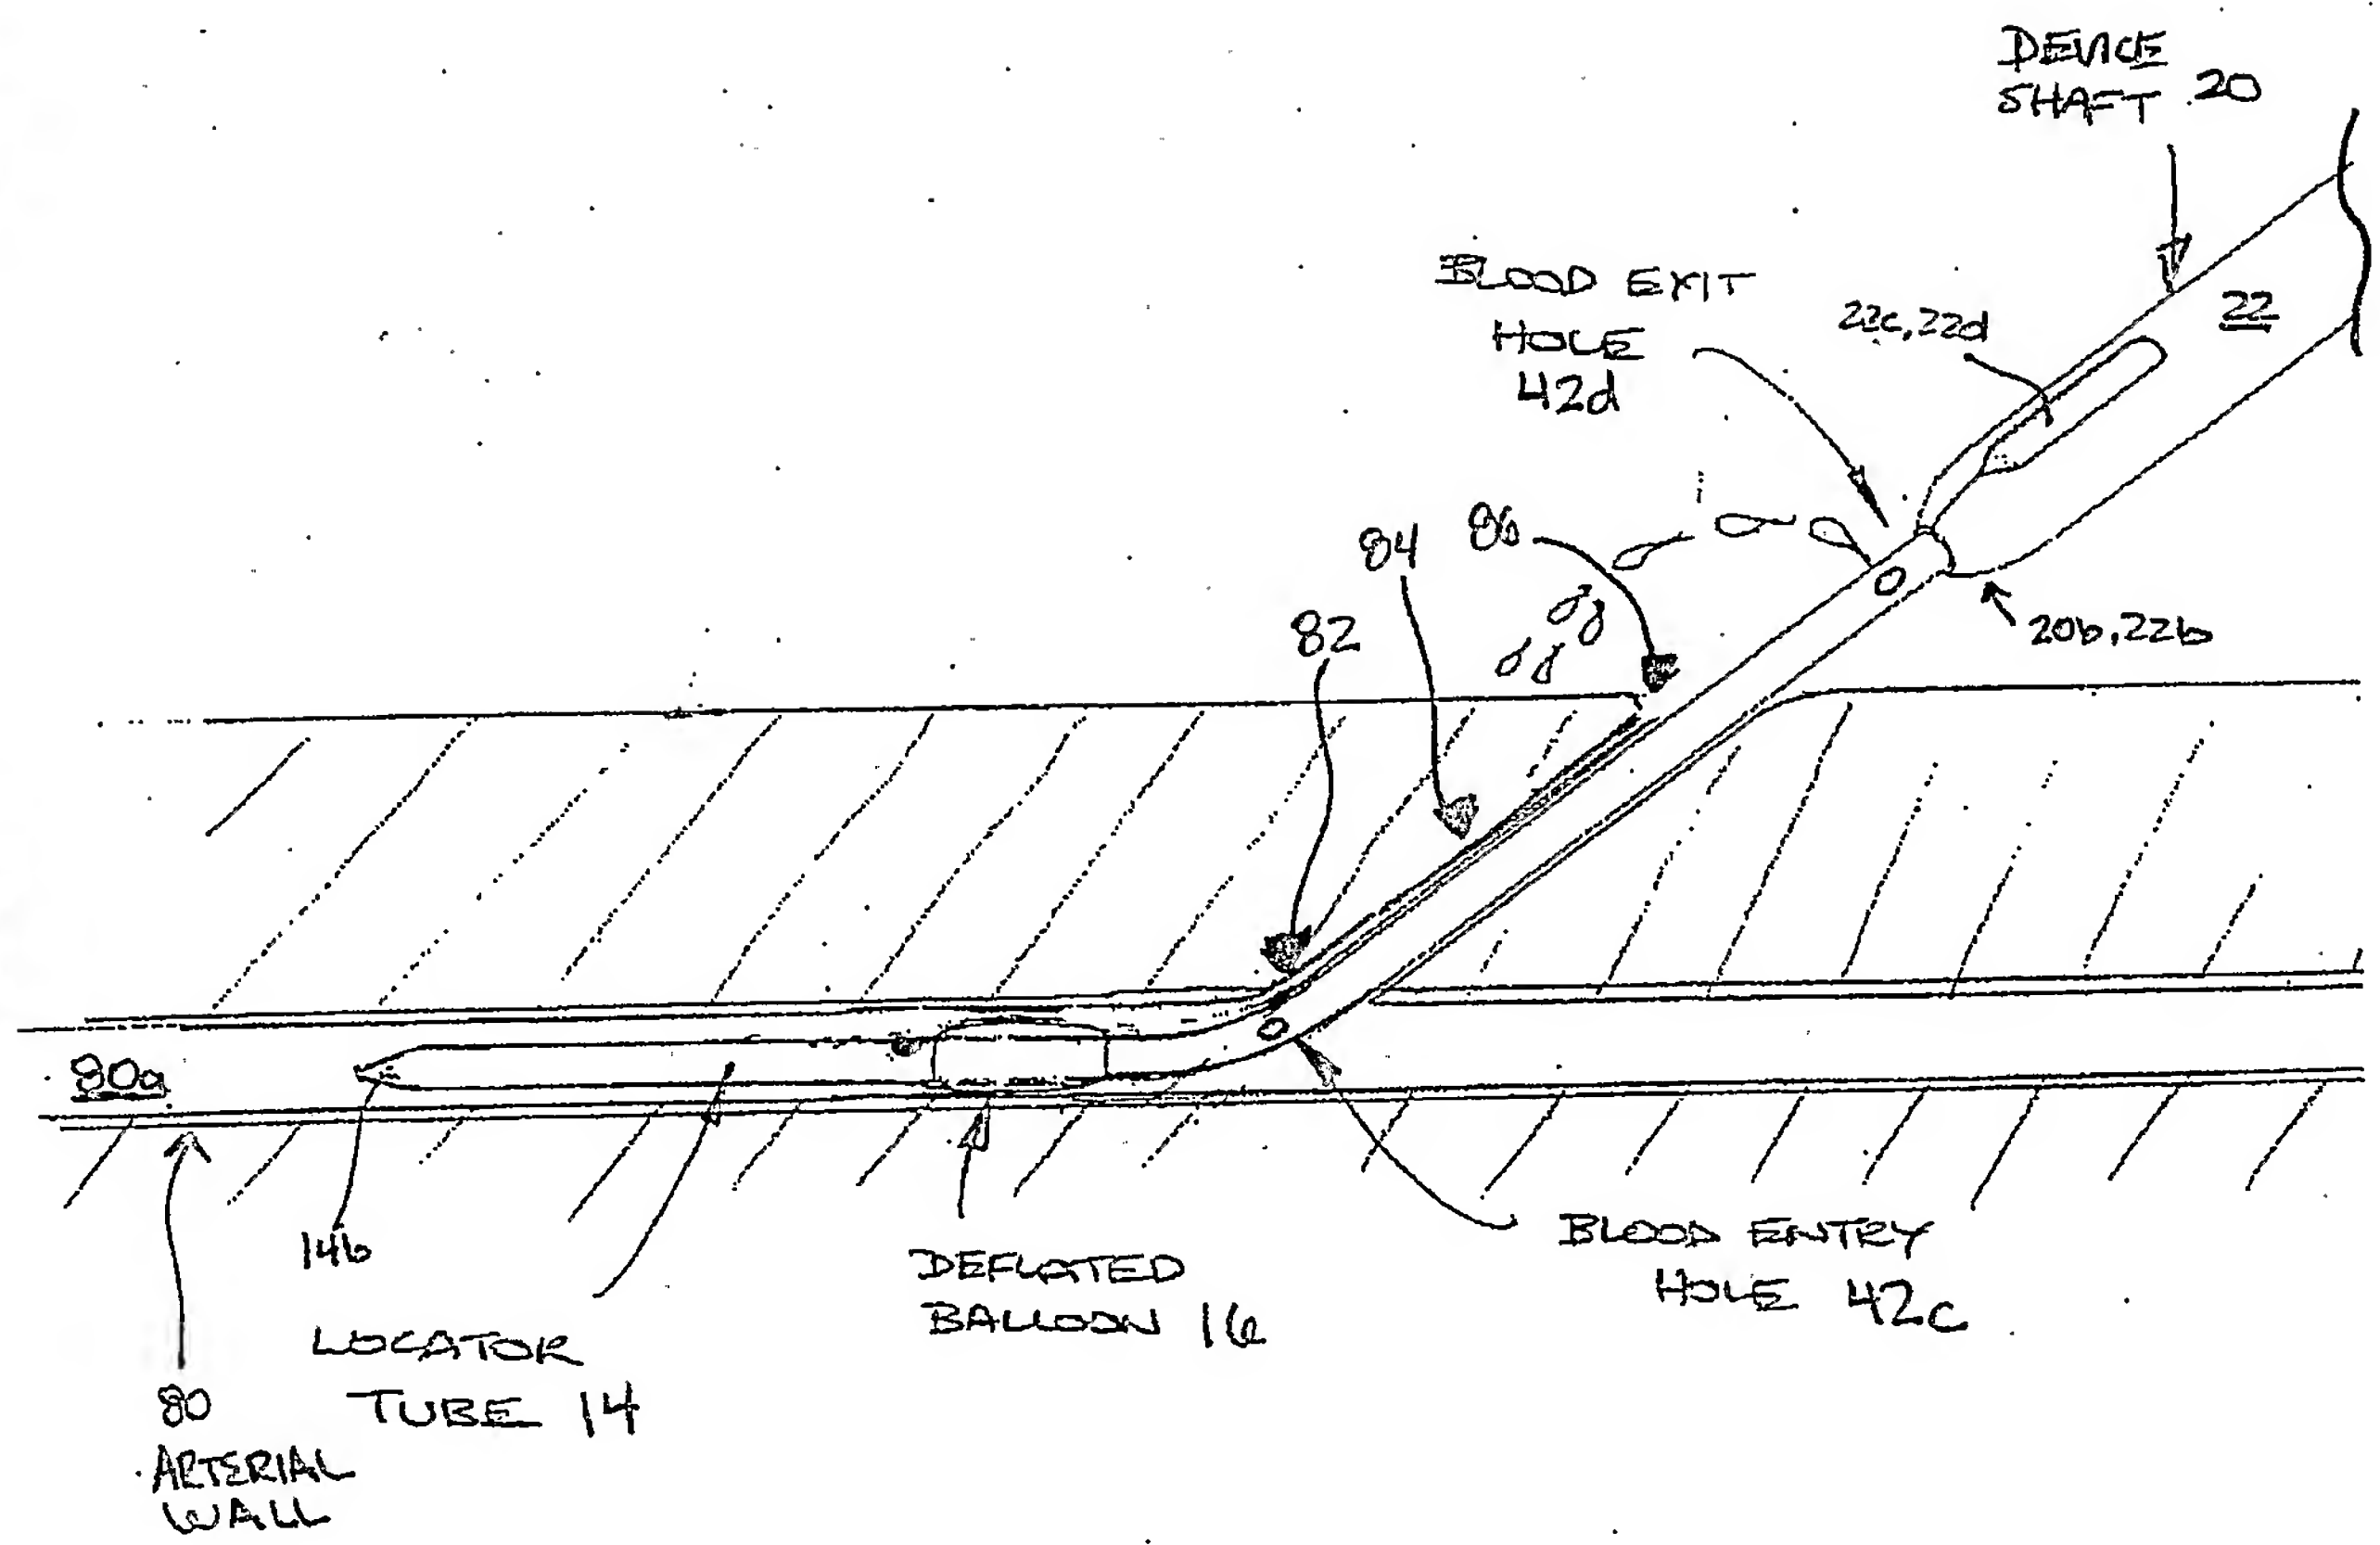 DEVICE
SHAFT 20
BLOOD EXIT
HOLE
42d
22c, 22d
22
84
86
82
20b, 22b
80a
14b
BLOOD ENTRY
HOLE 42c
DEFLATED
BALLOON 16
LOCATOR
TUBE 14
80
ARTERIAL
WALL